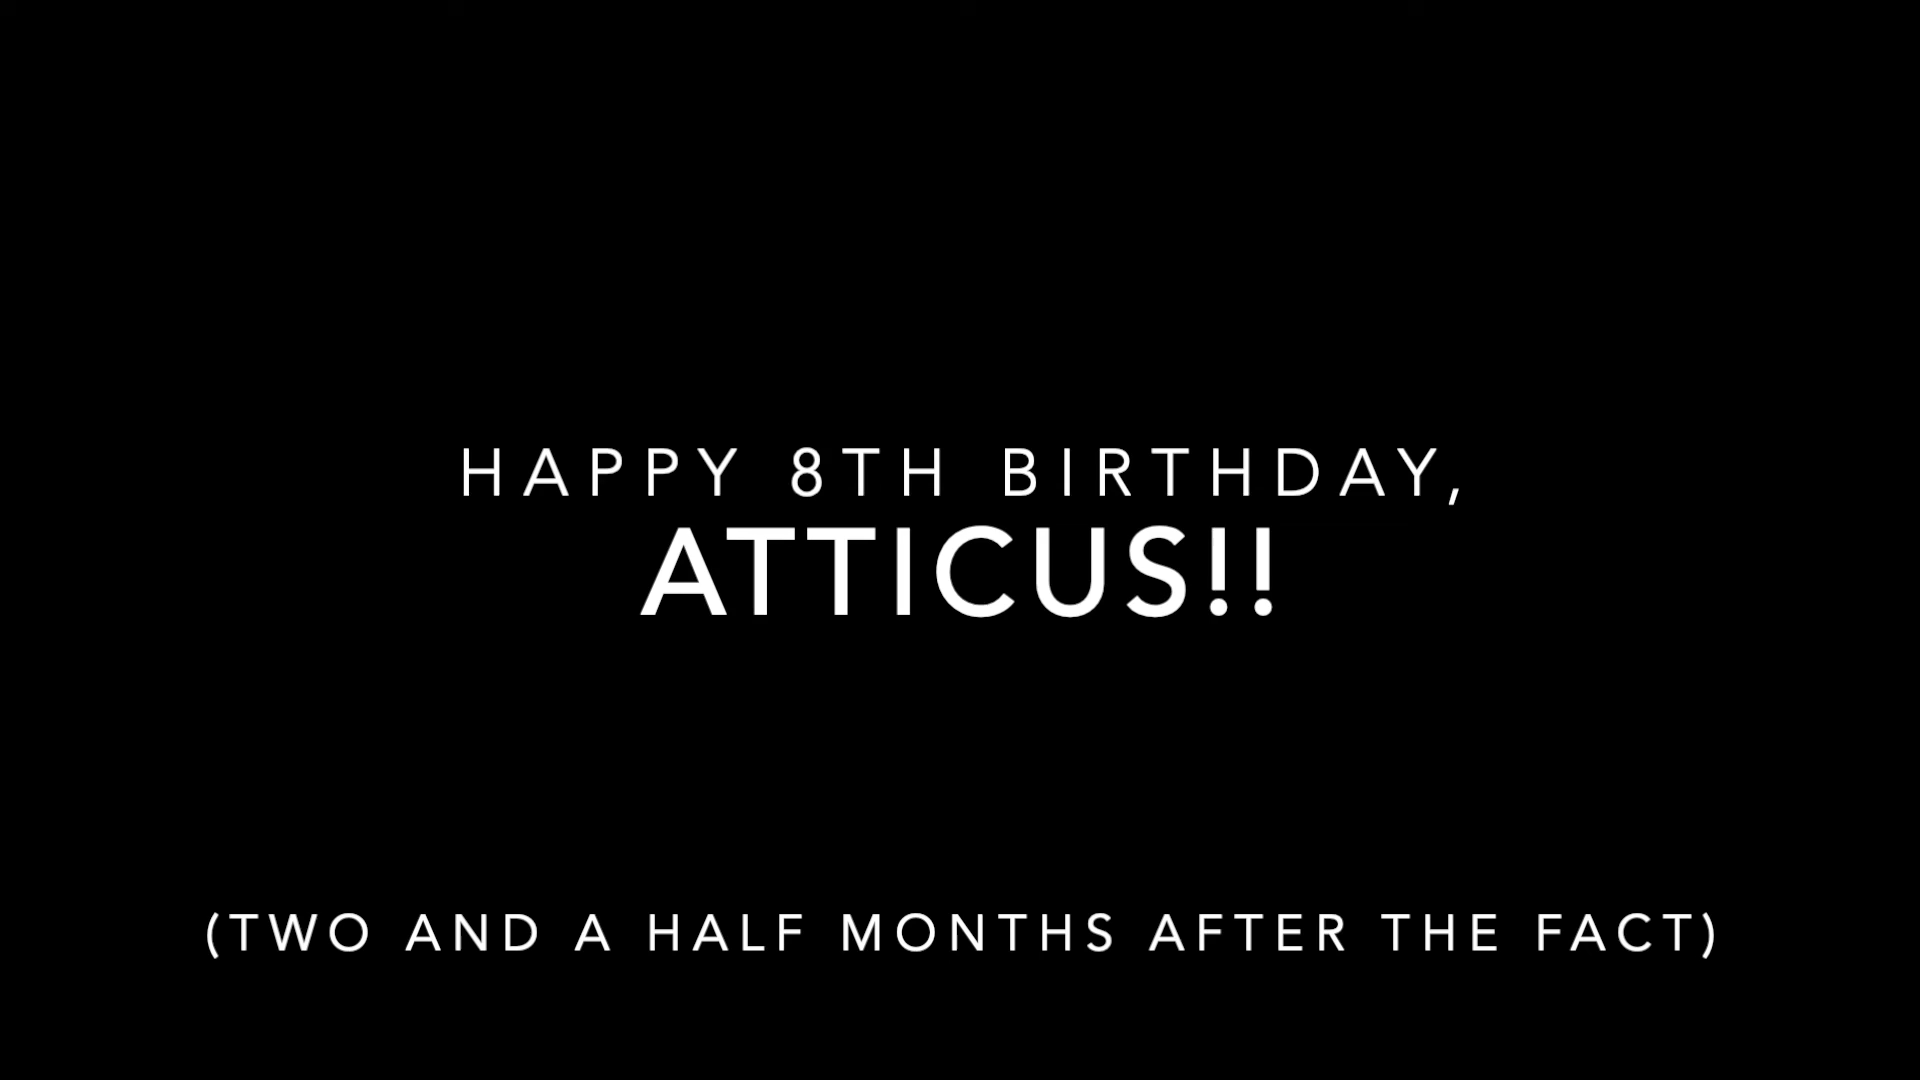 HAPPY 8TH BIRTHDAY,
ATTICUS!!
(TWO AND A HALF MONTHS AFTER THE FACT)